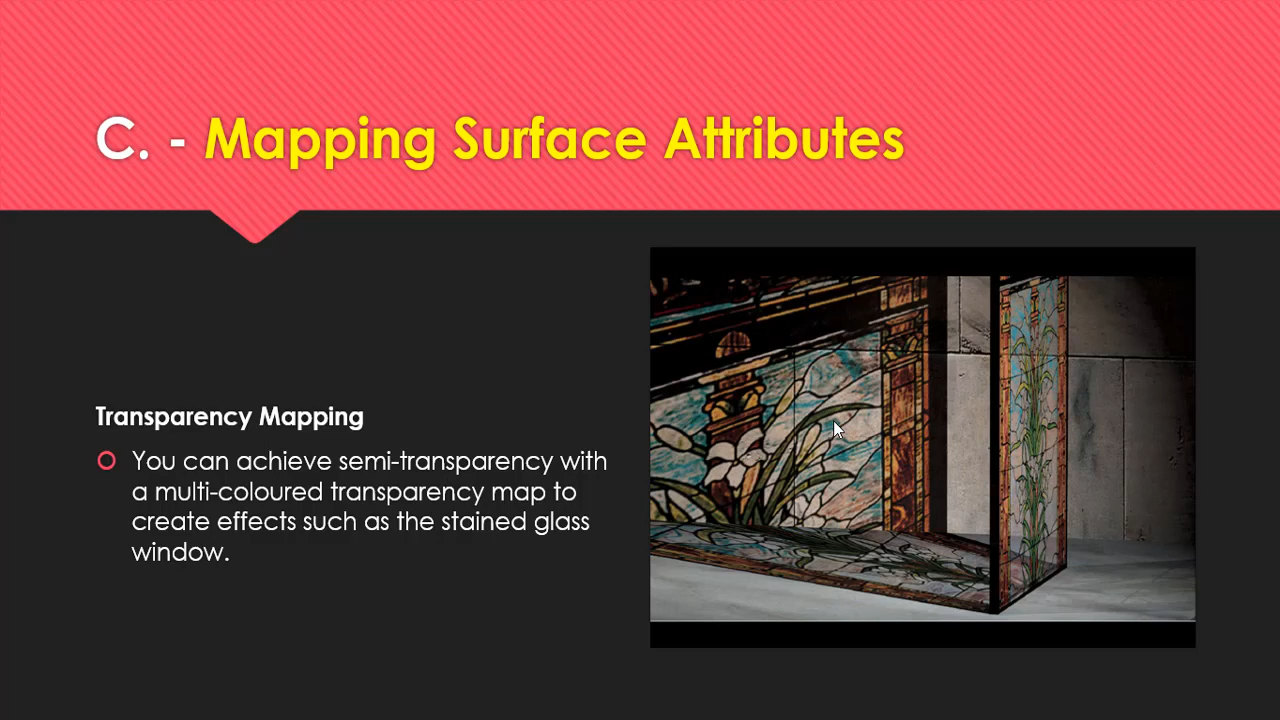 C. - Mapping Surface Attributes
Transparency Mapping
You can achieve semi-transparency with
a multi-coloured transparency map to
create effects such as the stained glass
window.